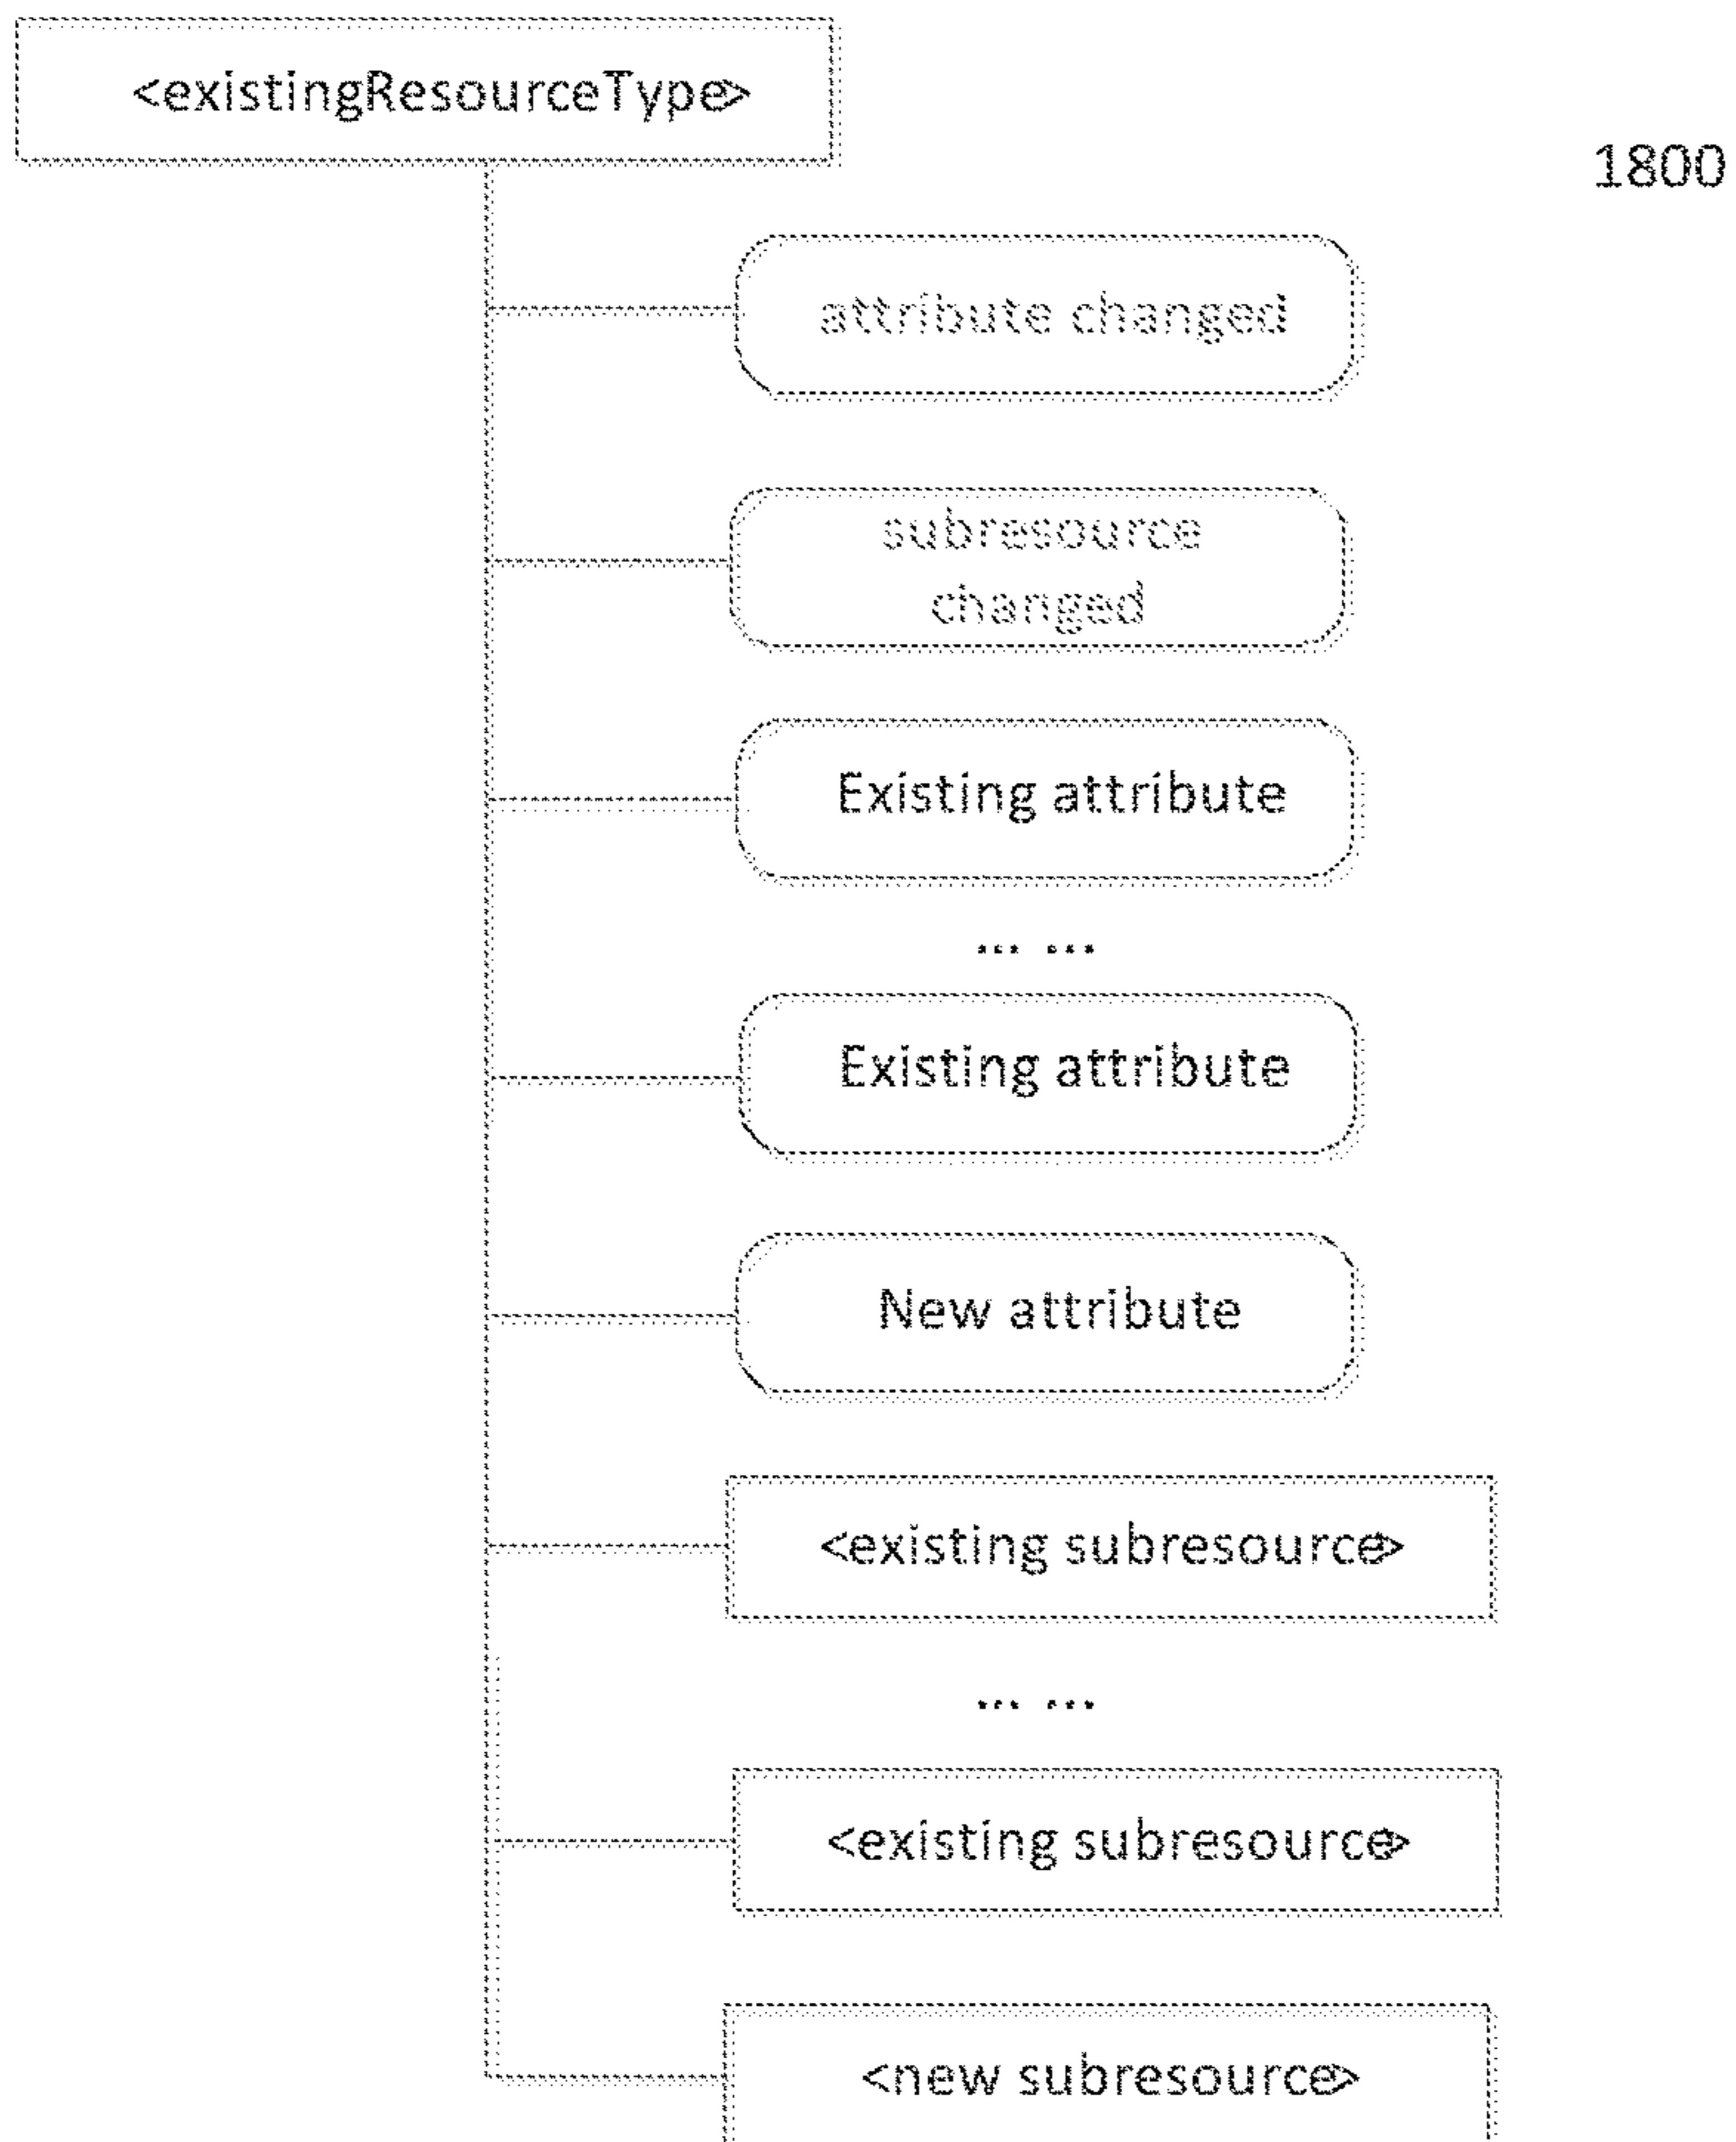 <existingResourceType>
1800
attribute changed
subresource
changed
Existing attribute
... ...
Existing attribute
New attribute
<existing subresource>
... ...
<existing subresource>
<new subresource>